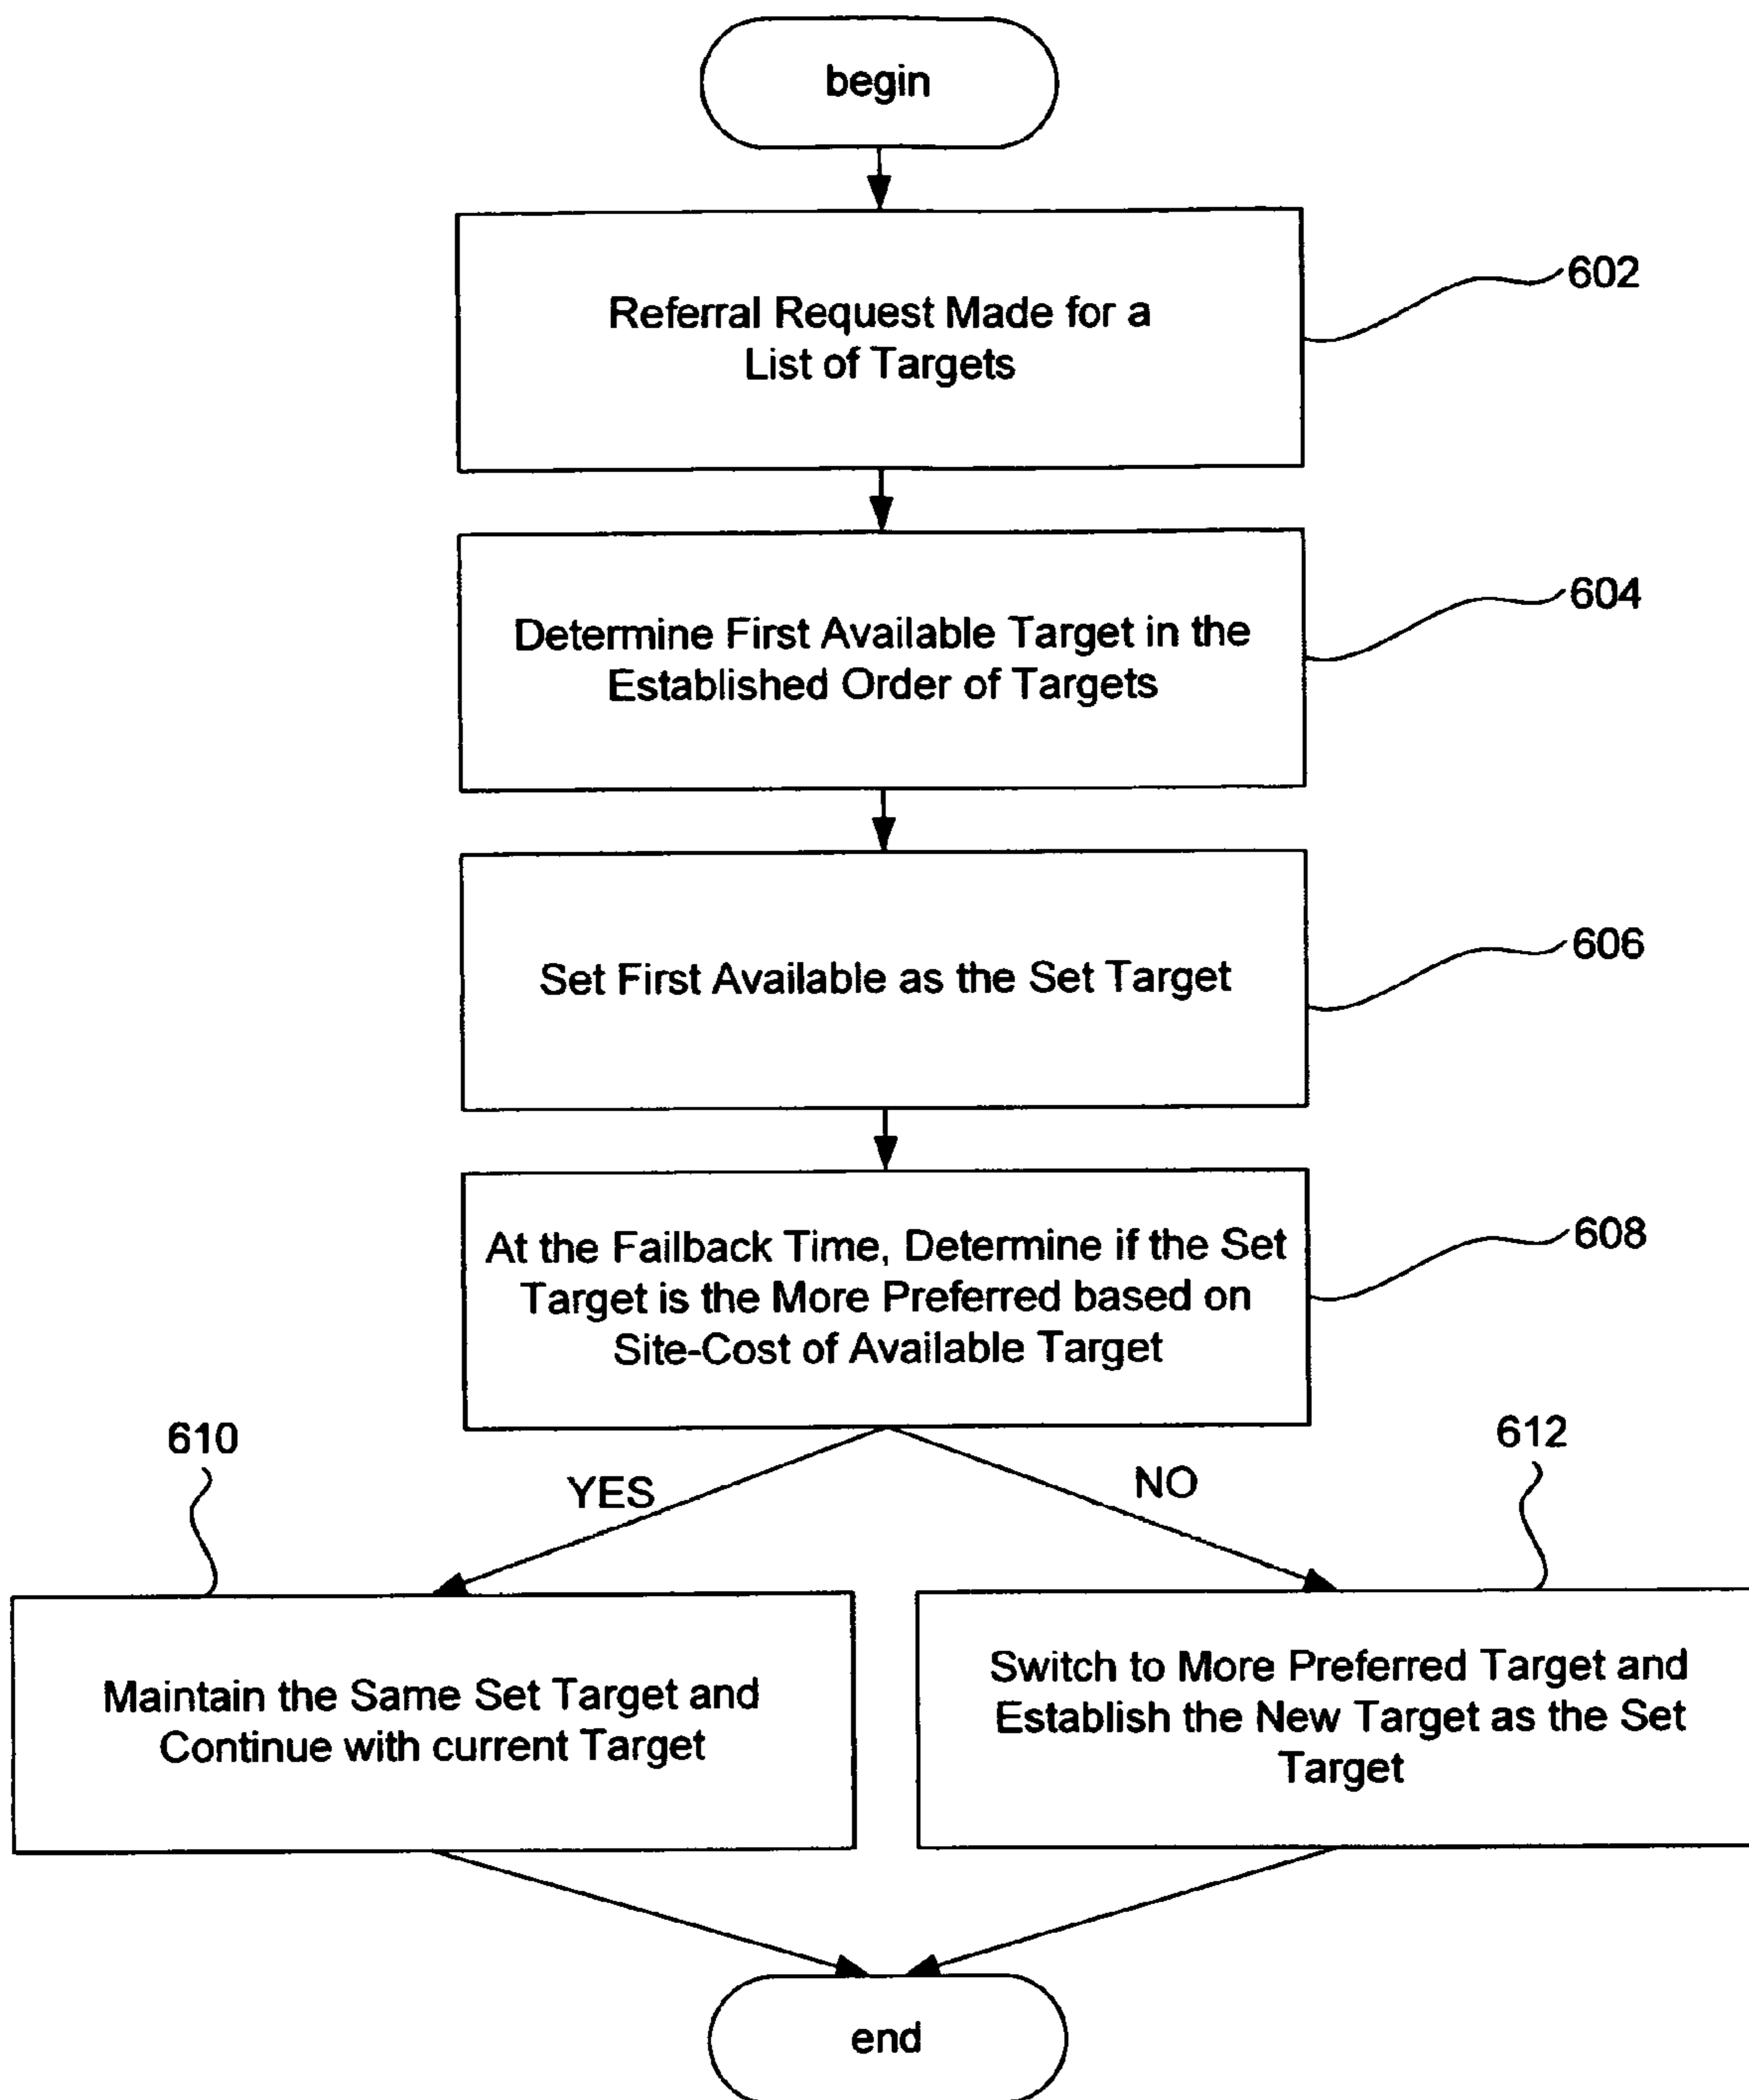 begin
Referral Request Made for a
List of Targets
602
Determine First Available Target in the
Established Order of Targets
604
Set First Available as the Set Target
606
At the Failback Time, Determine if the Set
Target is the More Preferred based on
Site-Cost of Available Target
608
610
612
YES
NO
Maintain the Same Set Target and
Continue with current Target
Switch to More Preferred Target and
Establish the New Target as the Set
Target
end